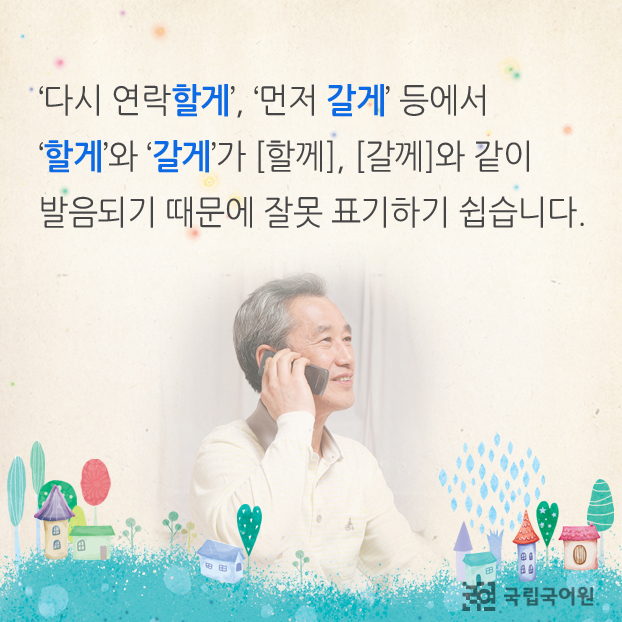 ‘다시 연락할게’, ‘먼저 갈게’ 등에서
‘할게’와 ‘갈게’가 [할께], [갈께]와 같이
발음되기 때문에 잘못 표기하기 쉽습니다.
국립국어원